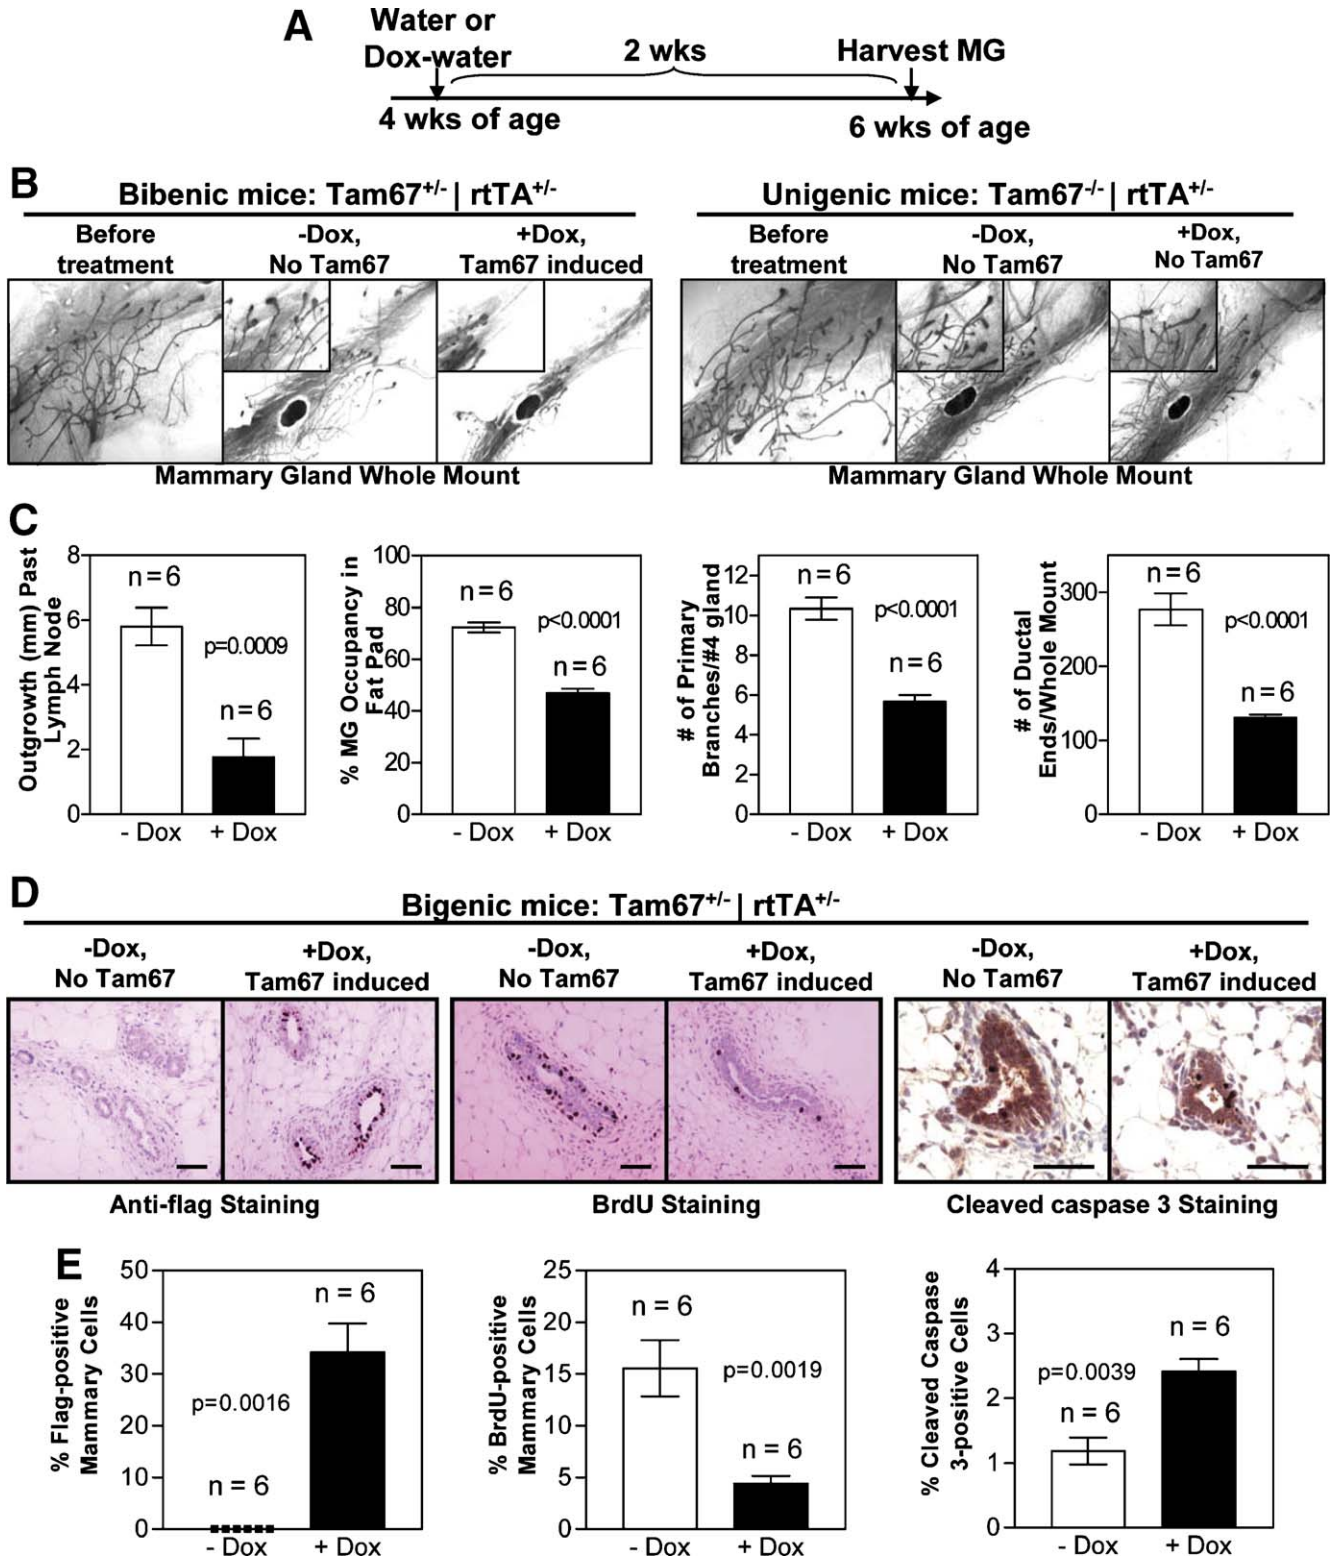 A
Water or
Dox-water
2 wks
Harvest MG
4 wks of age
6 wks of age
B
Bibenic mice: Tam67+/- | rtTA+/-
Unigenic mice: Tam67-/- | rtTA+/-
Before
treatment
-Dox,
No Tam67
+Dox,
Tam67 induced
Before
treatment
-Dox,
No Tam67
+Dox,
No Tam67
Mammary Gland Whole Mount
Mammary Gland Whole Mount
C
Outgrowth (mm) Past
Lymph Node
8
6
4
2
0
n=6
p=0.0009
n=6
- Dox
+ Dox
% MG Occupancy in
Fat Pad
100
80
60
40
20
0
n=6
p<0.0001
n=6
- Dox
+ Dox
# of Primary
Branches/#4 gland
12
10
8
6
4
2
0
n=6
p<0.0001
n=6
- Dox
+ Dox
# of Ductal
Ends/Whole Mount
300
200
100
0
n=6
p<0.0001
n=6
- Dox
+ Dox
D
Bigenic mice: Tam67+/- | rtTA+/-
-Dox,
No Tam67
+Dox,
Tam67 induced
-Dox,
No Tam67
+Dox,
Tam67 induced
-Dox,
No Tam67
+Dox,
Tam67 induced
Anti-flag Staining
BrdU Staining
Cleaved caspase 3 Staining
E
% Flag-positive
Mammary Cells
50
40
30
20
10
0
n = 6
p=0.0016
n = 6
- Dox
+ Dox
% BrdU-positive
Mammary Cells
25
20
15
10
5
0
n = 6
p=0.0019
n = 6
- Dox
+ Dox
% Cleaved Caspase
3-positive Cells
4
3
2
1
0
n = 6
p=0.0039
n = 6
- Dox
+ Dox